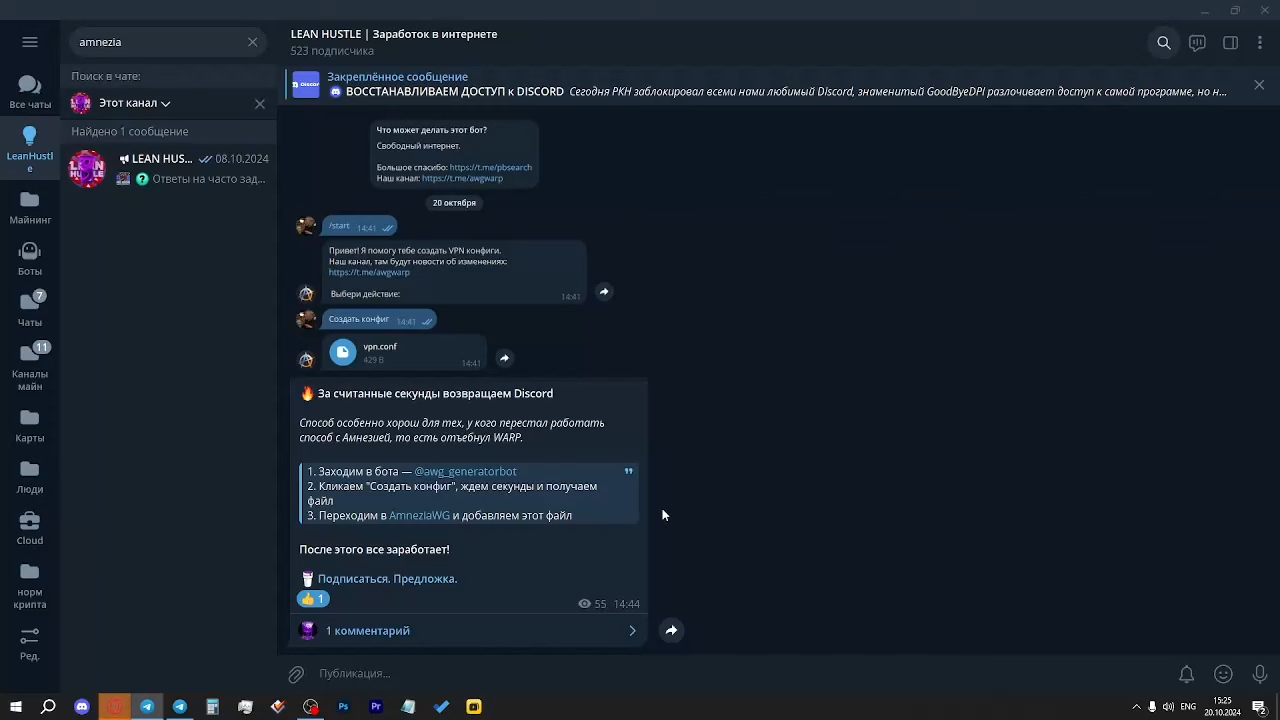 amnezia
LEAN HUSTLE | Заработок в интернете
523 подписчика
Поиск в чате:
Этот канал
Найдено 1 сообщение
LEAN HUS... 08.10.2024
Ответы на часто зад...
Все чаты
LeanHustl
e
Майнинг
Боты
7
Чаты
11
Каналы
майн
Карты
Люди
Cloud
норм
крипта
Ред.
Закреплённое сообщение
ВОССТАНАВЛИВАЕМ ДОСТУП к DISCORD Сегодня РКН заблокировал всеми нами любимый Discord, знаменитый GoodByeDPI разлочивает доступ к самой программе, но н...
Что может делать этот бот?
Свободный интернет.
Большое спасибо: https://t.me/pbsearch
Наш канал: https://t.me/awgwarp
20 октября
/start 14:41
Привет! Я помогу тебе создать VPN конфиги.
Наш канал, там будут новости об изменениях:
https://t.me/awgwarp
Выбери действие: 14:41
Создать конфиг 14:41
vpn.conf
429 B 14:41
За считанные секунды возвращаем Discord
Способ особенно хорош для тех, у кого перестал работать
способ с Амнезией, то есть отъебнул WARP.
1. Заходим в бота — @awg_generatorbot
2. Кликаем "Создать конфиг", ждем секунды и получаем
файл
3. Переходим в AmneziaWG и добавляем этот файл
После этого все заработает!
Подписаться. Предложка.
1
55 14:44
1 комментарий
Публикация...
Ps
Pr
ENG
15:25
20.10.2024